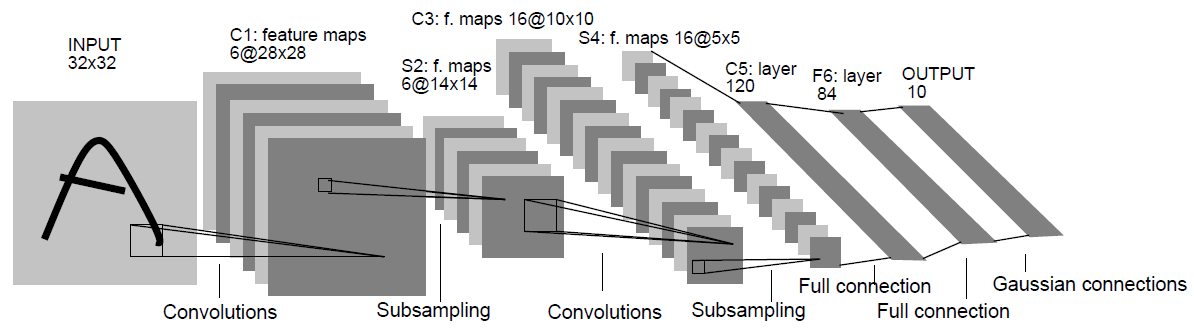 INPUT
32x32
C1: feature maps
6@28x28
S2: f. maps
6@14x14
C3: f. maps 16@10x10
S4: f. maps 16@5x5
C5: layer
120
F6: layer
84
OUTPUT
10
Convolutions
Subsampling
Convolutions
Subsampling
Full connection
Full connection
Gaussian connections
A